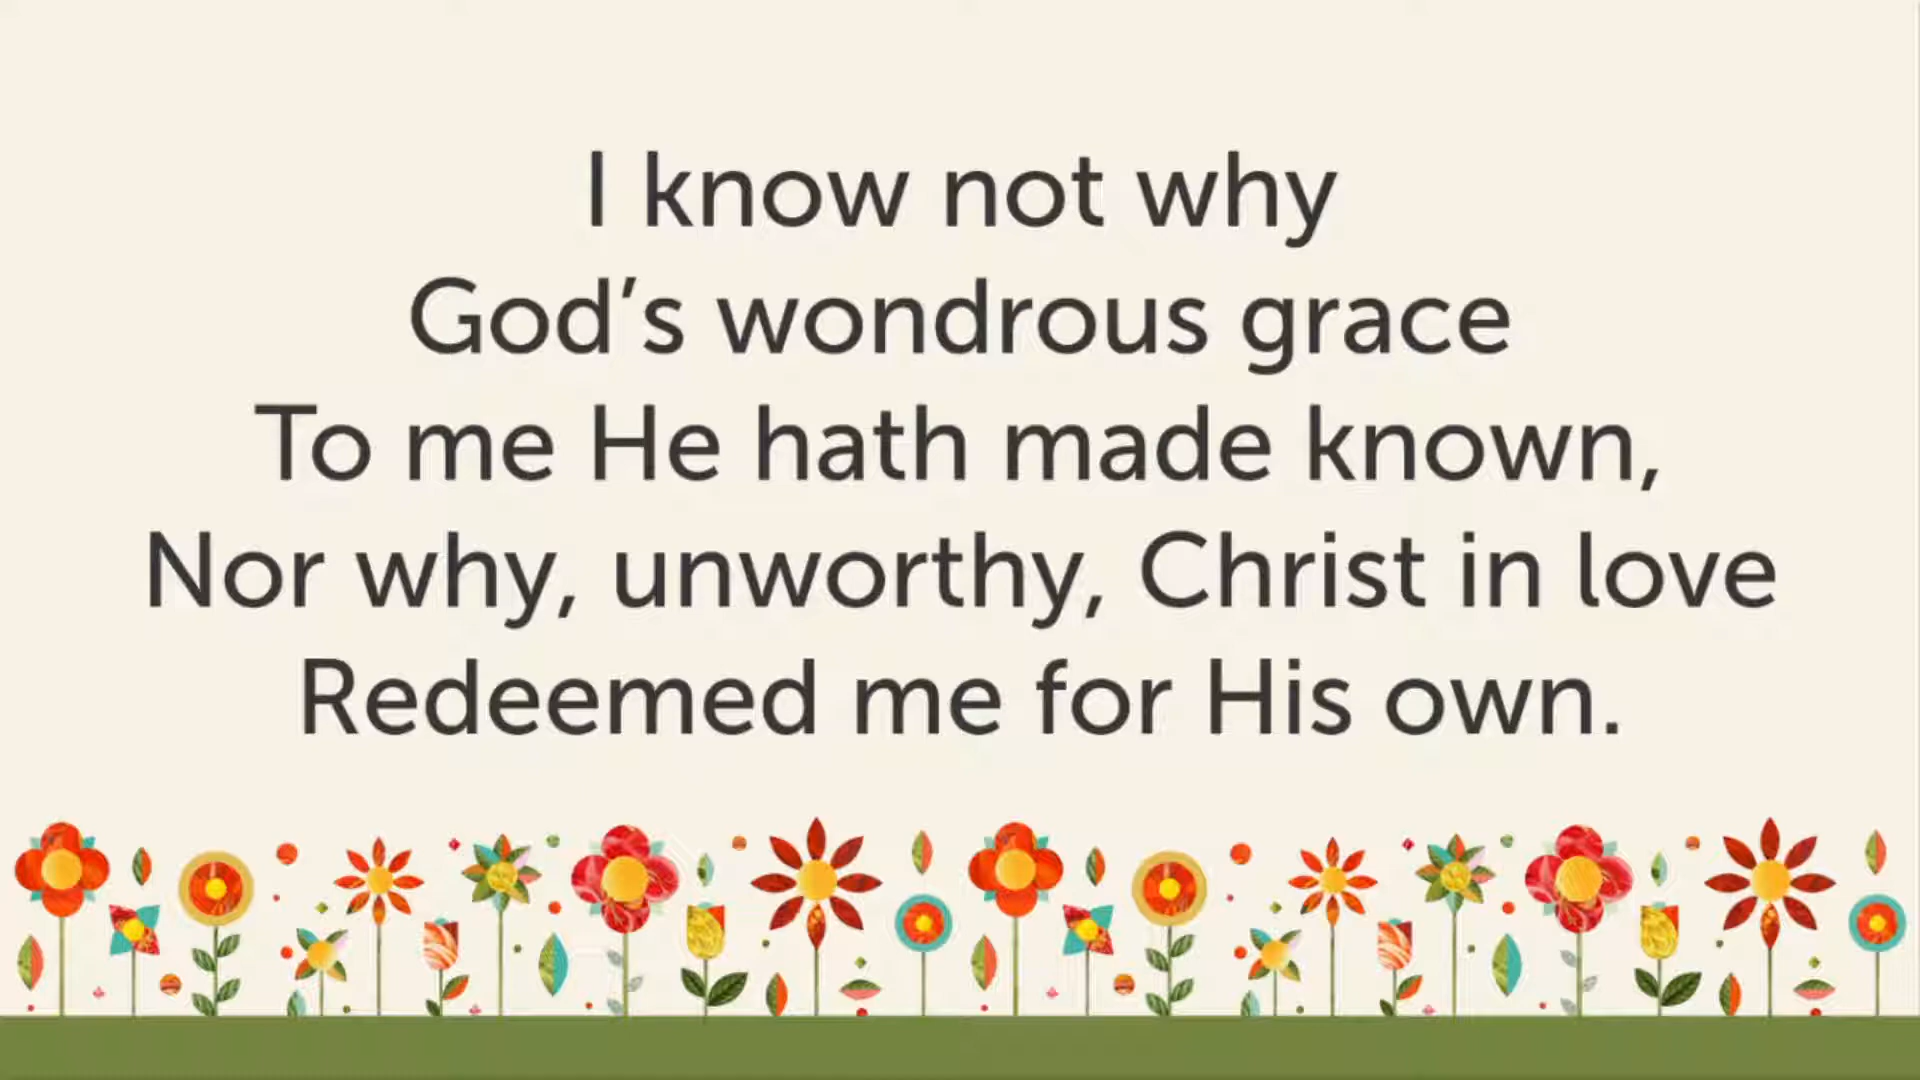 I know not why
God’s wondrous grace
To me He hath made known,
Nor why, unworthy, Christ in love
Redeemed me for His own.